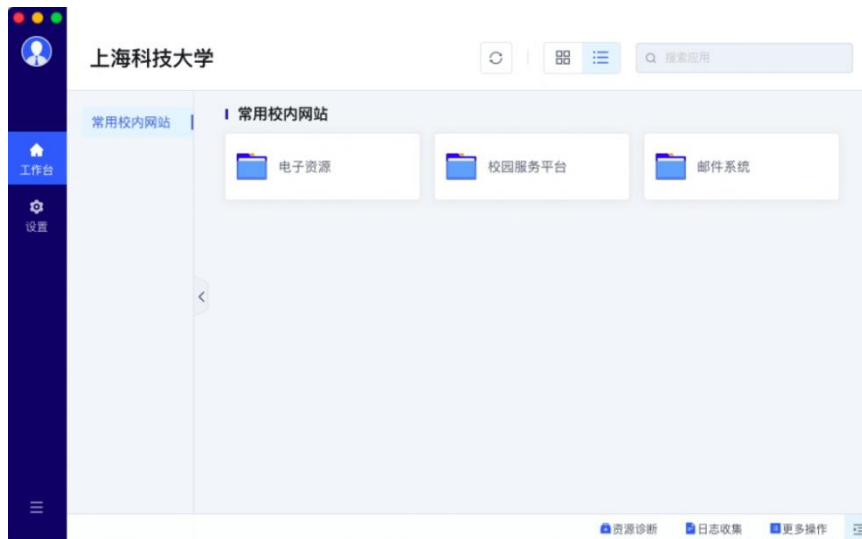 上海科技大学
搜索应用
常用校内网站
常用校内网站
电子资源
校园服务平台
邮件系统
工作台
设置
资源诊断
日志收集
更多操作